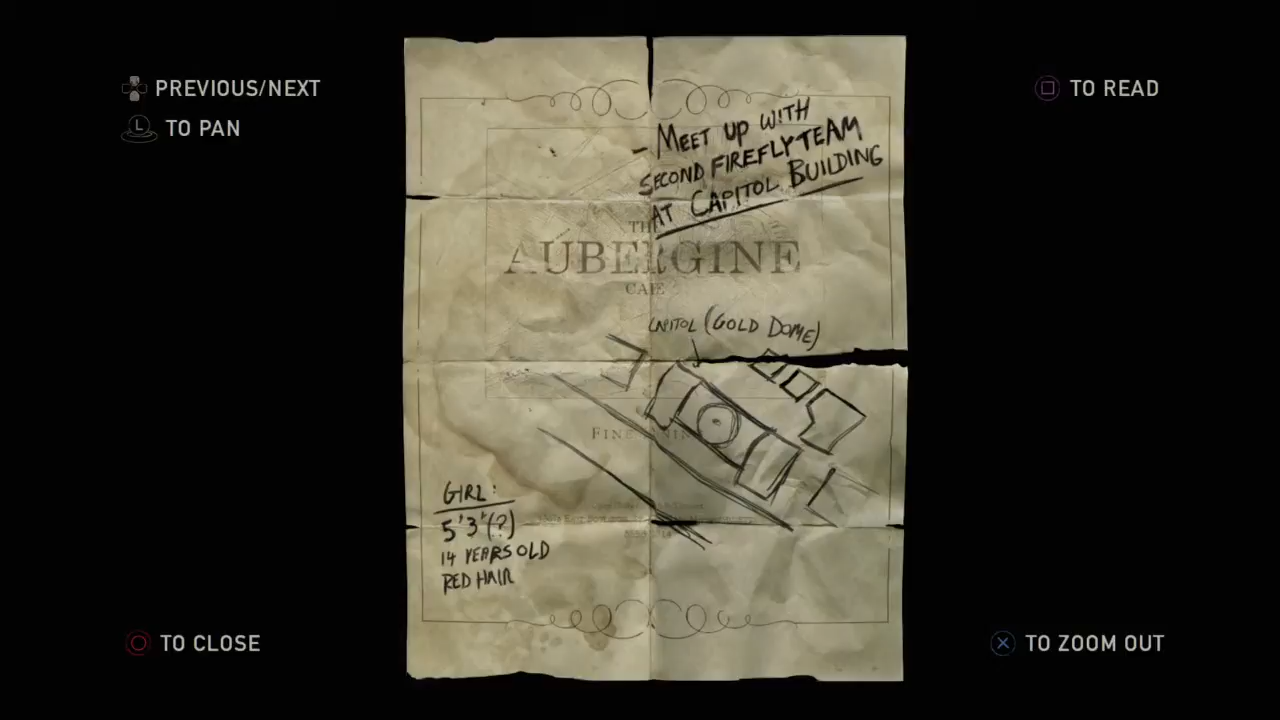 PREVIOUS/NEXT
TO PAN
TO READ
- MEET UP WITH
SECOND FIREFLY TEAM
AT CAPITOL BUILDING
THE
AUBERGINE
CAFE
CAPITOL (GOLD DOME)
FINE DINING
GIRL:
5'3"(?)
14 YEARS OLD
RED HAIR
TO CLOSE
TO ZOOM OUT